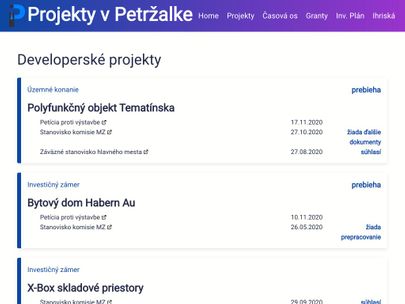 Projekty v Petržalke
Home Projekty Časová os Granty Inv. Plán Ihriská
Developerské projekty
Územné konanie prebieha
Polyfunkčný objekt Tematínska
Petícia proti výstavbe 17.11.2020
Stanovisko komisie MZ 27.10.2020 žiada ďalšie
dokumenty
Záväzné stanovisko hlavného mesta 27.08.2020 súhlasí
Investičný zámer prebieha
Bytový dom Habern Au
Petícia proti výstavbe 10.11.2020
Stanovisko komisie MZ 26.05.2020 žiada
prepracovanie
Investičný zámer
X-Box skladové priestory
Stanovisko komisie MZ 29.09.2020 súhlasí